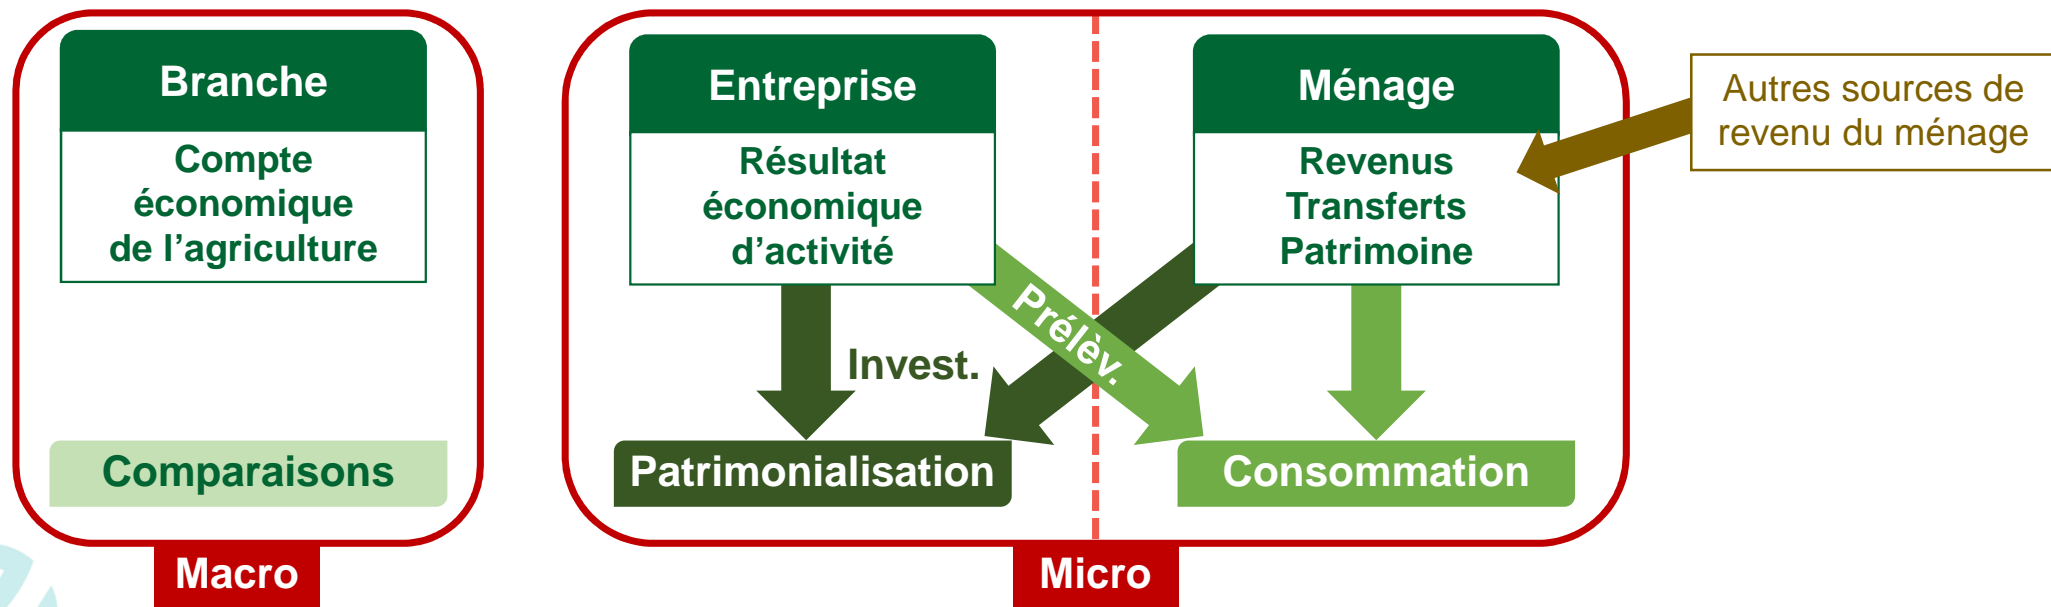 Branche
Compte
économique
de l’agriculture
Comparaisons
Macro
Entreprise
Résultat
économique
d’activité
Ménage
Revenus
Transferts
Patrimoine
Autres sources de
revenu du ménage
Prélèv.
Invest.
Patrimonialisation
Consommation
Micro